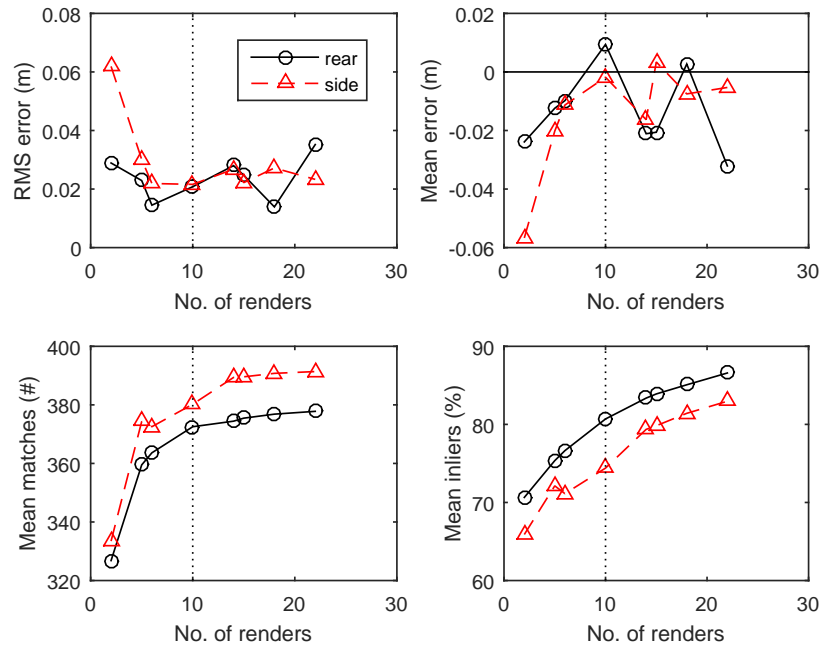 0.08
0.06
0.04
0.02
0
0 10 20 30
RMS error (m)
No. of renders
rear
side
0.02
0
-0.02
-0.04
-0.06
0 10 20 30
Mean error (m)
No. of renders
400
380
360
340
320
0 10 20 30
Mean matches (#)
No. of renders
90
80
70
60
0 10 20 30
Mean inliers (%)
No. of renders